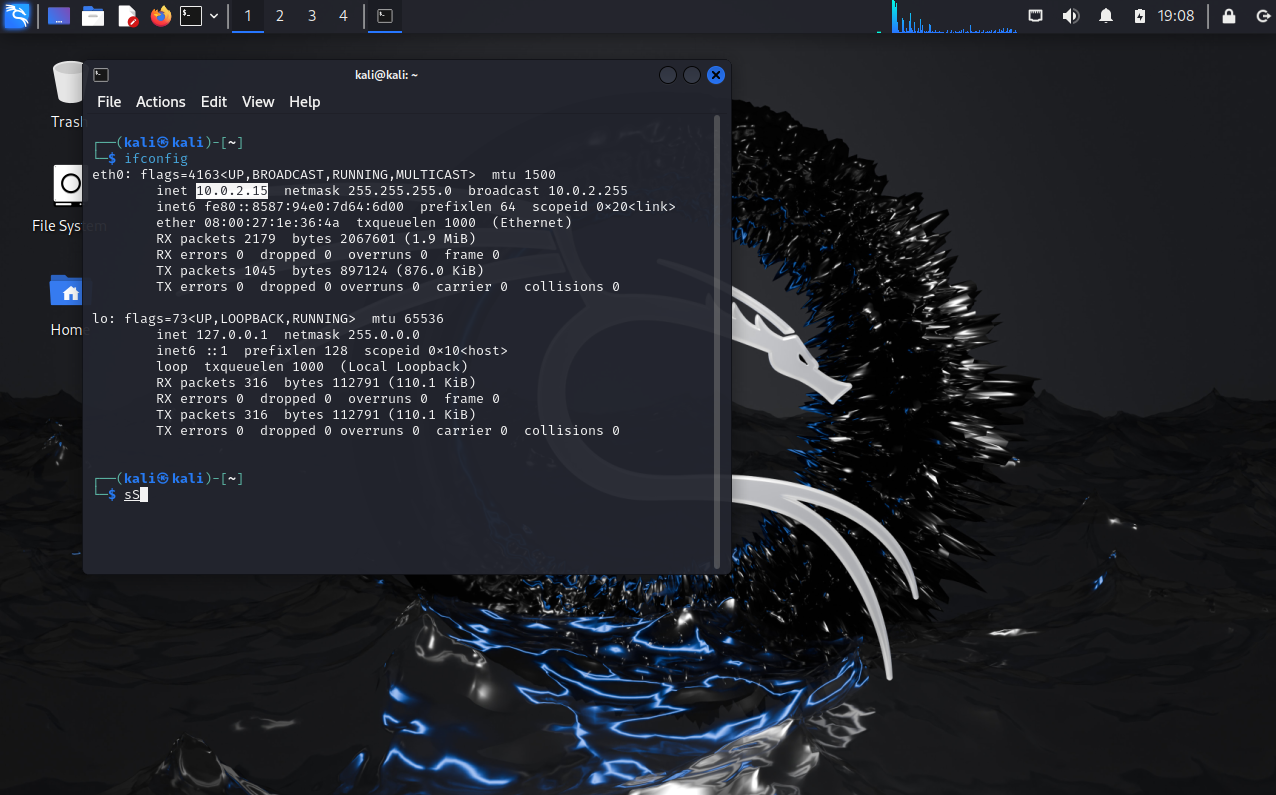 1 2 3 4 19:08
kali@kali: ~
File Actions Edit View Help
Trash
File System
Home
┌──(kali㉿kali)-[~]
└─$ ifconfig
eth0: flags=4163<UP,BROADCAST,RUNNING,MULTICAST>  mtu 1500
        inet 10.0.2.15  netmask 255.255.255.0  broadcast 10.0.2.255
        inet6 fe80::8587:94e0:7d64:6d00  prefixlen 64  scopeid 0×20<link>
        ether 08:00:27:1e:36:4a  txqueuelen 1000  (Ethernet)
        RX packets 2179  bytes 2067601 (1.9 MiB)
        RX errors 0  dropped 0  overruns 0  frame 0
        TX packets 1045  bytes 897124 (876.0 KiB)
        TX errors 0  dropped 0 overruns 0  carrier 0  collisions 0
lo: flags=73<UP,LOOPBACK,RUNNING>  mtu 65536
        inet 127.0.0.1  netmask 255.0.0.0
        inet6 ::1  prefixlen 128  scopeid 0×10<host>
        loop  txqueuelen 1000  (Local Loopback)
        RX packets 316  bytes 112791 (110.1 KiB)
        RX errors 0  dropped 0  overruns 0  frame 0
        TX packets 316  bytes 112791 (110.1 KiB)
        TX errors 0  dropped 0 overruns 0  carrier 0  collisions 0
┌──(kali㉿kali)-[~]
└─$ sS